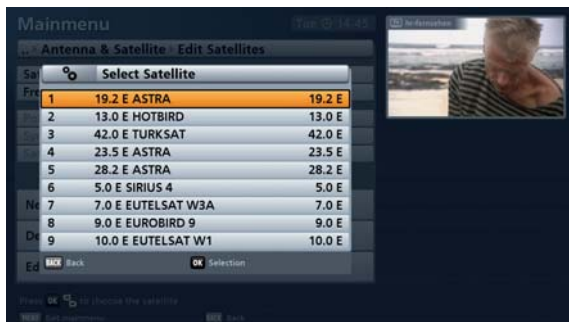 Mainmenu
Tue 14:45
hr-fernsehen
.. Antenna & Satellite Edit Satellites
Select Satellite
1 19.2 E ASTRA 19.2 E
2 13.0 E HOTBIRD 13.0 E
3 42.0 E TURKSAT 42.0 E
4 23.5 E ASTRA 23.5 E
5 28.2 E ASTRA 28.2 E
6 5.0 E SIRIUS 4 5.0 E
7 7.0 E EUTELSAT W3A 7.0 E
8 9.0 E EUROBIRD 9 9.0 E
9 10.0 E EUTELSAT W1 10.0 E
BACK Back OK Selection
Press OK to choose the satellite
MENU Exit mainmenu BACK Back